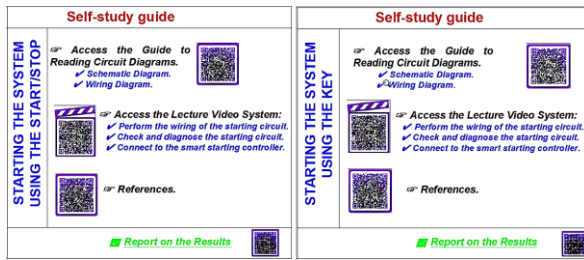 Self-study guide
STARTING THE SYSTEM
USING THE START/STOP
☞ Access the Guide to
Reading Circuit Diagrams.
✔ Schematic Diagram.
✔ Wiring Diagram.
☞ Access the Lecture Video System:
✔ Perform the wiring of the starting circuit.
✔ Check and diagnose the starting circuit.
✔ Connect to the smart starting controller.
☞ References.
Report on the Results
Self-study guide
STARTING THE SYSTEM
USING THE KEY
☞ Access the Guide to
Reading Circuit Diagrams.
✔ Schematic Diagram.
✔ Wiring Diagram.
☞ Access the Lecture Video System:
✔ Perform the wiring of the starting circuit.
✔ Check and diagnose the starting circuit.
✔ Connect to the smart starting controller.
☞ References.
Report on the Results